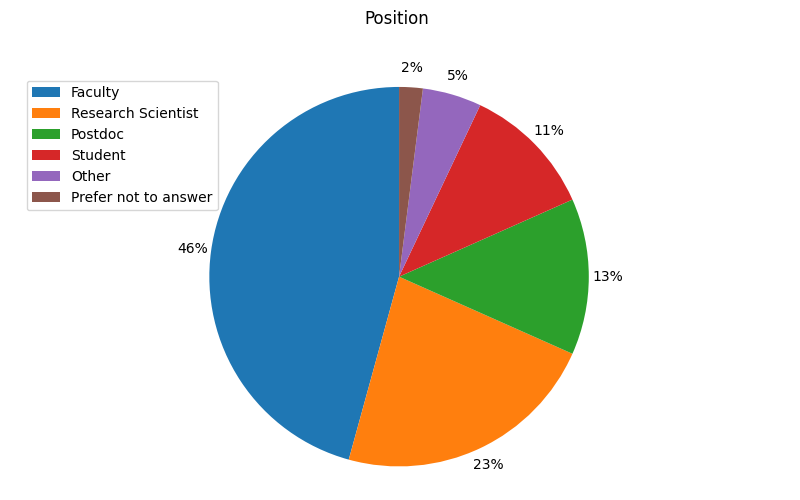 Position
Faculty
Research Scientist
Postdoc
Student
Other
Prefer not to answer
2%
5%
11%
46%
13%
23%